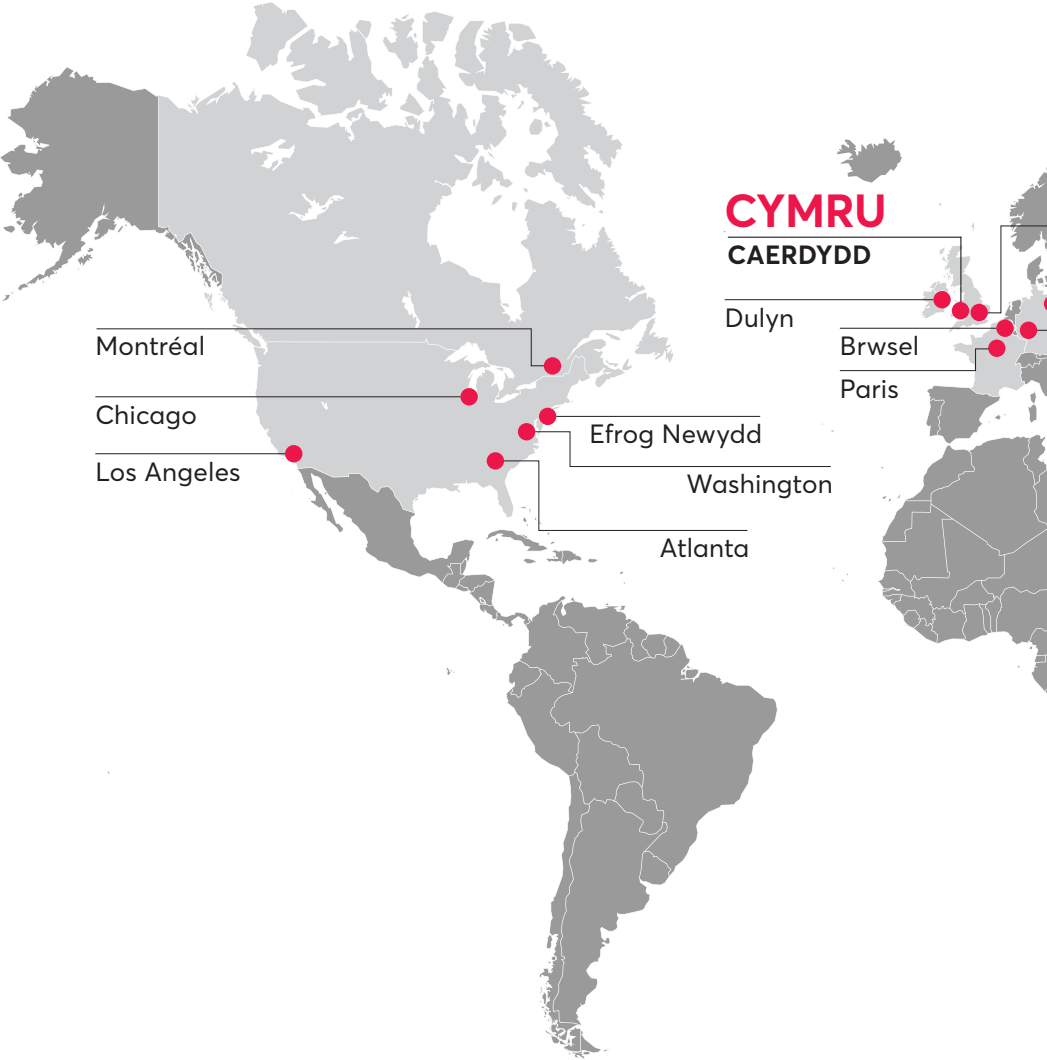 CYMRU
CAERDYDD
Dulyn
Brwsel
Paris
Montréal
Chicago
Los Angeles
Efrog Newydd
Washington
Atlanta